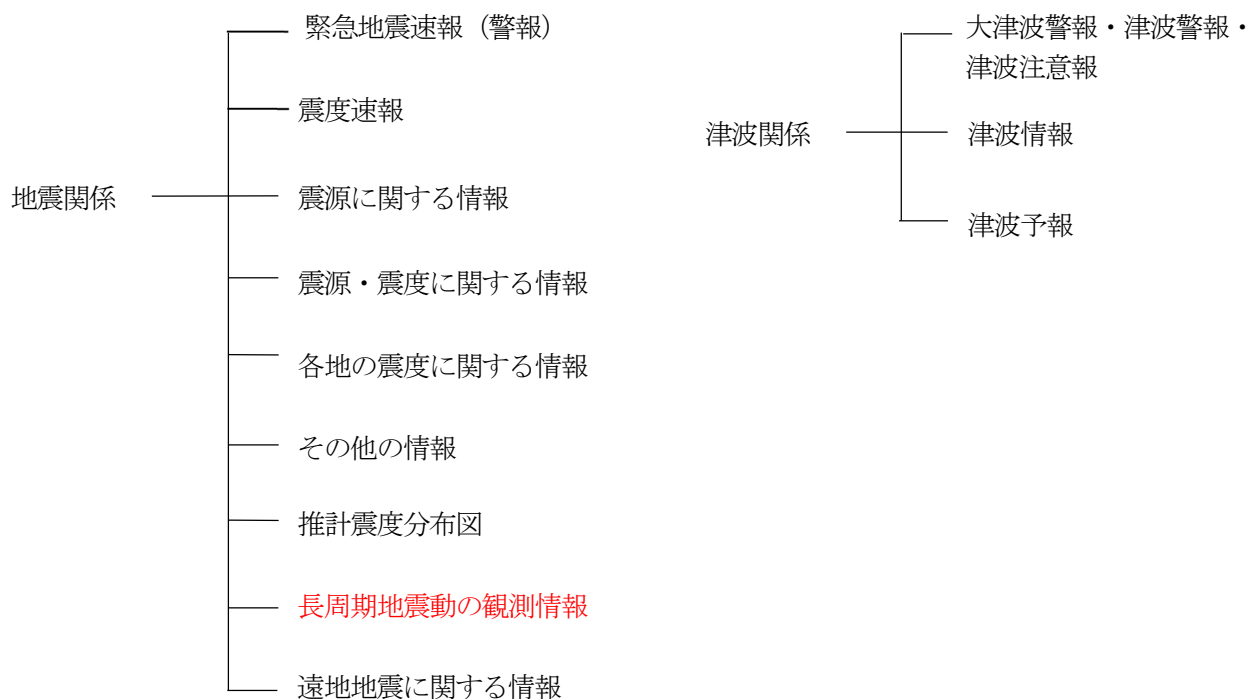 地震関係
緊急地震速報（警報）
震度速報
震源に関する情報
震源・震度に関する情報
各地の震度に関する情報
その他の情報
推計震度分布図
長周期地震動の観測情報
遠地地震に関する情報
津波関係
大津波警報・津波警報・
津波注意報
津波情報
津波予報